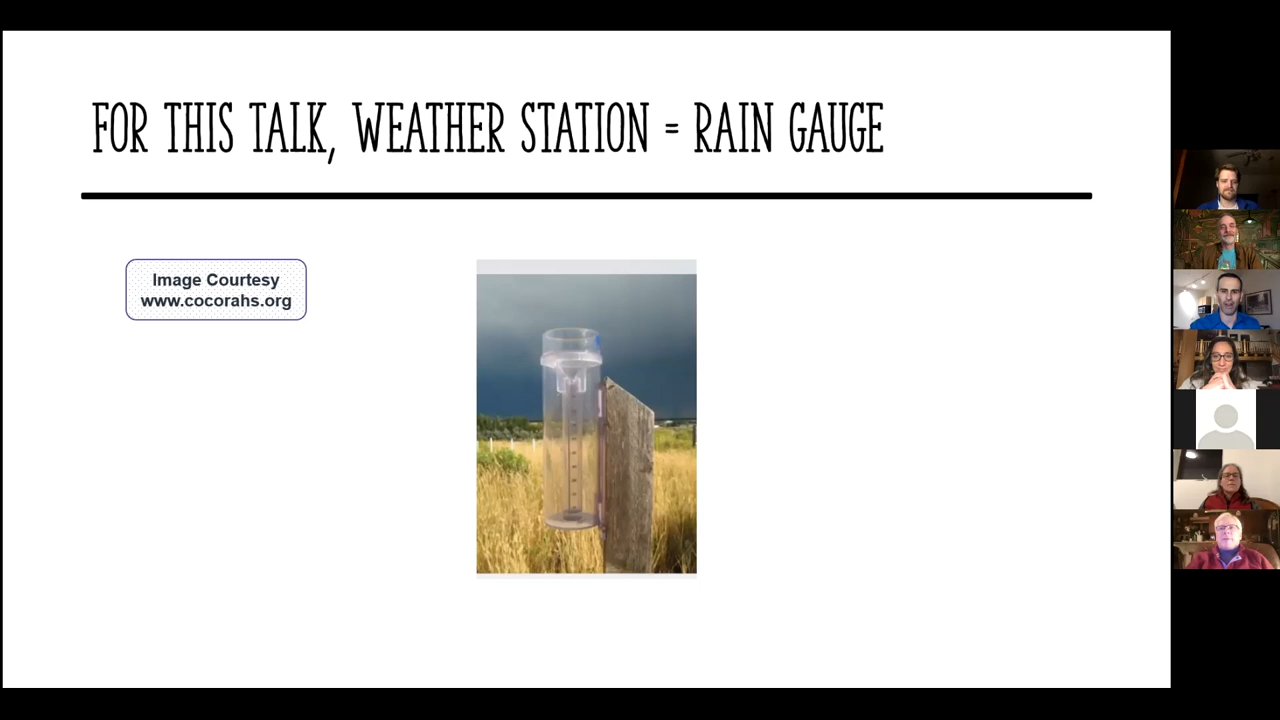 FOR THIS TALK, WEATHER STATION = RAIN GAUGE
Image Courtesy
www.cocorahs.org